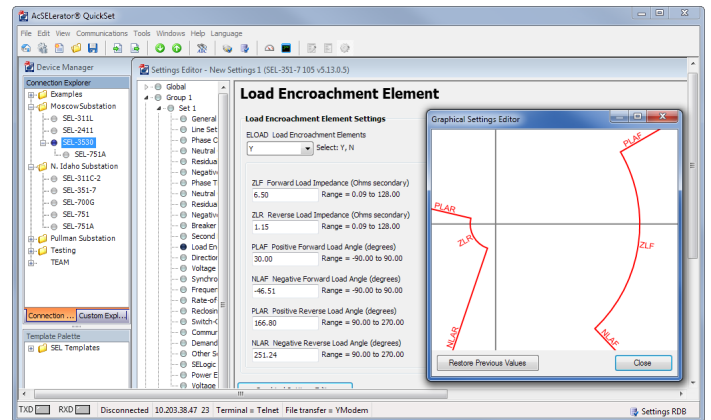 AcSELerator® QuickSet
File Edit View Communications Tools Windows Help Language
Device Manager
Connection Explorer
Examples
MoscowSubstation
SEL-311L
SEL-2411
SEL-3530
SEL-751A
N. Idaho Substation
SEL-311C-2
SEL-351-7
SEL-700G
SEL-751
SEL-751A
Pullman Substation
Testing
TEAM
Connection ... Custom Expl...
Template Palette
SEL Templates
Settings Editor - New Settings 1 (SEL-351-7 105 v5.13.0.5)
Global
Group 1
Set 1
General
Line Set
Phase O
Neutral
Residua
Negativ
Phase T
Neutral
Residua
Negativ
Breaker
Second
Load En
Direction
Voltage
Synchro
Frequen
Rate-of
Reclosin
Switch-O
Commun
Demand
Other Se
SELogic
Power E
Voltage
Load Encroachment Element
Load Encroachment Element Settings
ELOAD Load Encroachment Elements
Y Select: Y, N
ZLF Forward Load Impedance (Ohms secondary)
6.50 Range = 0.09 to 128.00
ZLR Reverse Load Impedance (Ohms secondary)
1.15 Range = 0.09 to 128.00
PLAF Positive Forward Load Angle (degrees)
30.00 Range = -90.00 to 90.00
NLAF Negative Forward Load Angle (degrees)
-46.51 Range = -90.00 to 90.00
PLAR Positive Reverse Load Angle (degrees)
166.80 Range = 90.00 to 270.00
NLAR Negative Reverse Load Angle (degrees)
251.24 Range = 90.00 to 270.00
Graphical Settings Editor
PLAF
PLAR
ZLR
ZLF
NLAR
NLAF
Restore Previous Values Close
TXD RXD Disconnected 10.203.38.47 23 Terminal = Telnet File transfer = YModem Settings RDB